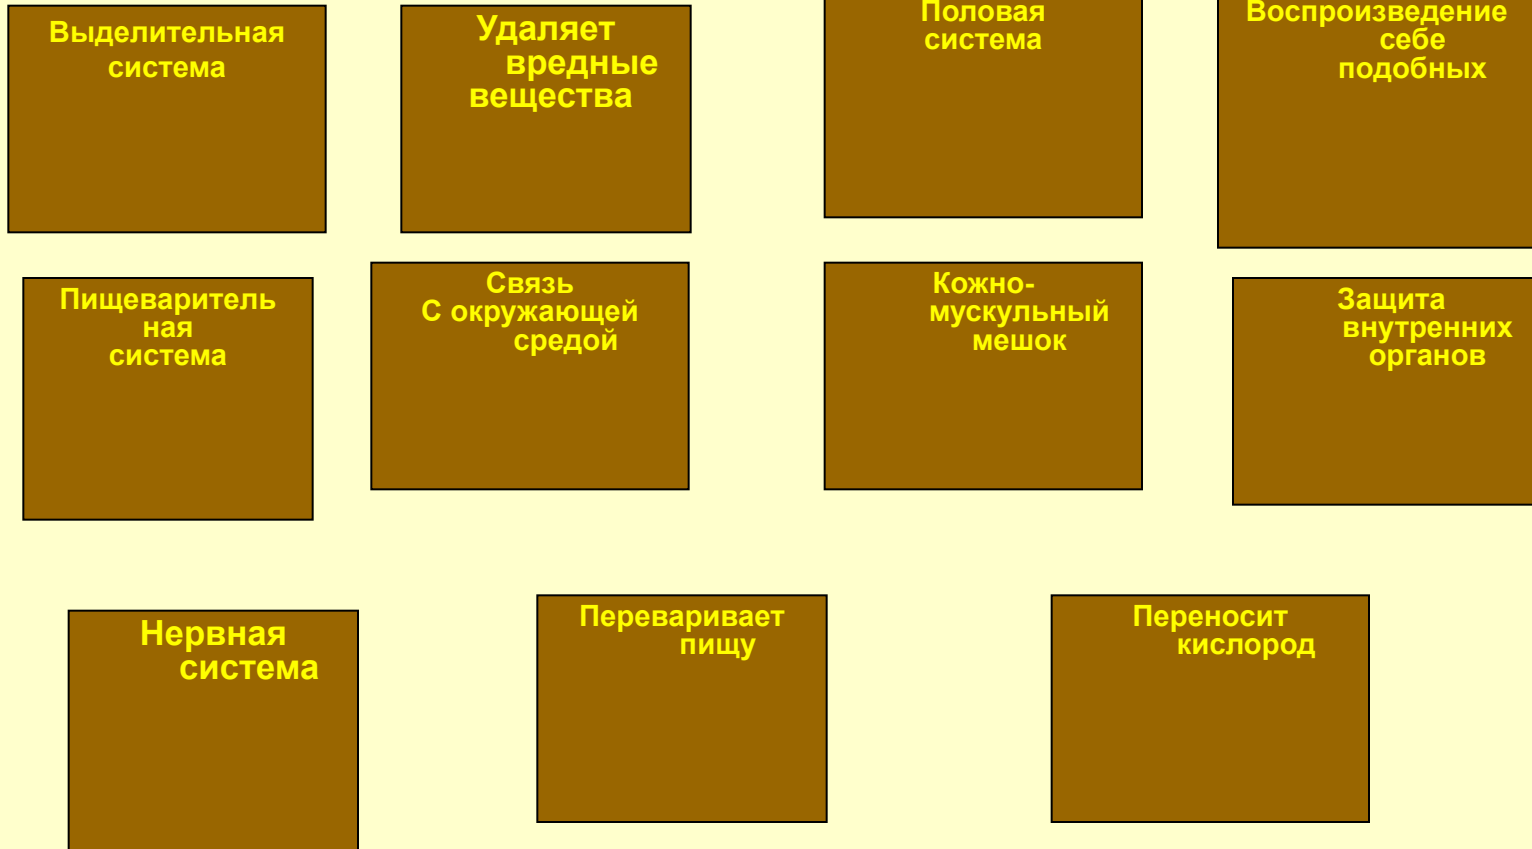 Выделительная
система
Удаляет
вредные
вещества
Половая
система
Воспроизведение
себе
подобных
Пищеваритель
ная
система
Связь
С окружающей
средой
Кожно-
мускульный
мешок
Защита
внутренних
органов
Нервная
система
Переваривает
пищу
Переносит
кислород